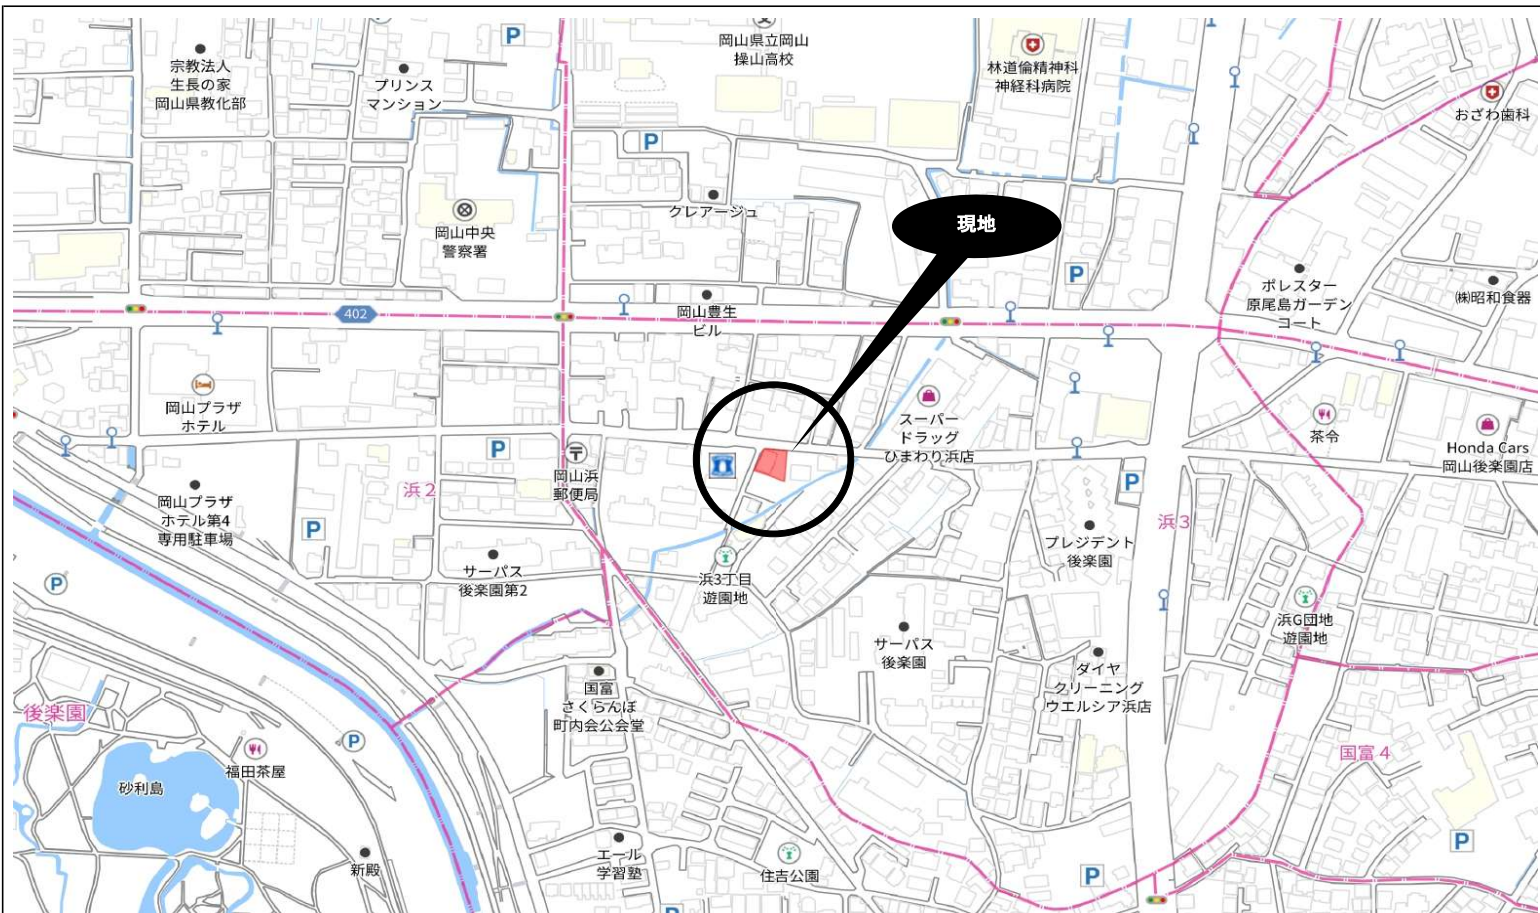 P
岡山県立岡山
操山高校
宗教法人
生長の家
岡山県教化部
プリンス
マンション
林道倫精神科
神経科病院
おざわ歯科
P
クレアージュ
岡山中央
警察署
現地
P
ポレスター
原尾島ガーデン
コート
㈱昭和食器
402
岡山豊生
ビル
岡山プラザ
ホテル
スーパー
ドラッグ
ひまわり浜店
茶令
Honda Cars
岡山後楽園店
P
岡山浜
郵便局
浜2
岡山プラザ
ホテル第4
専用駐車場
P
P
浜3
プレジデント
後楽園
サーパス
後楽園第2
P
浜3丁目
遊園地
浜G団地
遊園地
サーパス
後楽園
ダイヤ
クリーニング
ウエルシア浜店
国富
さくらんぼ
町内会公会堂
後楽園
P
福田茶屋
砂利島
国富4
新殿
エール
学習塾
住吉公園
P
P
P